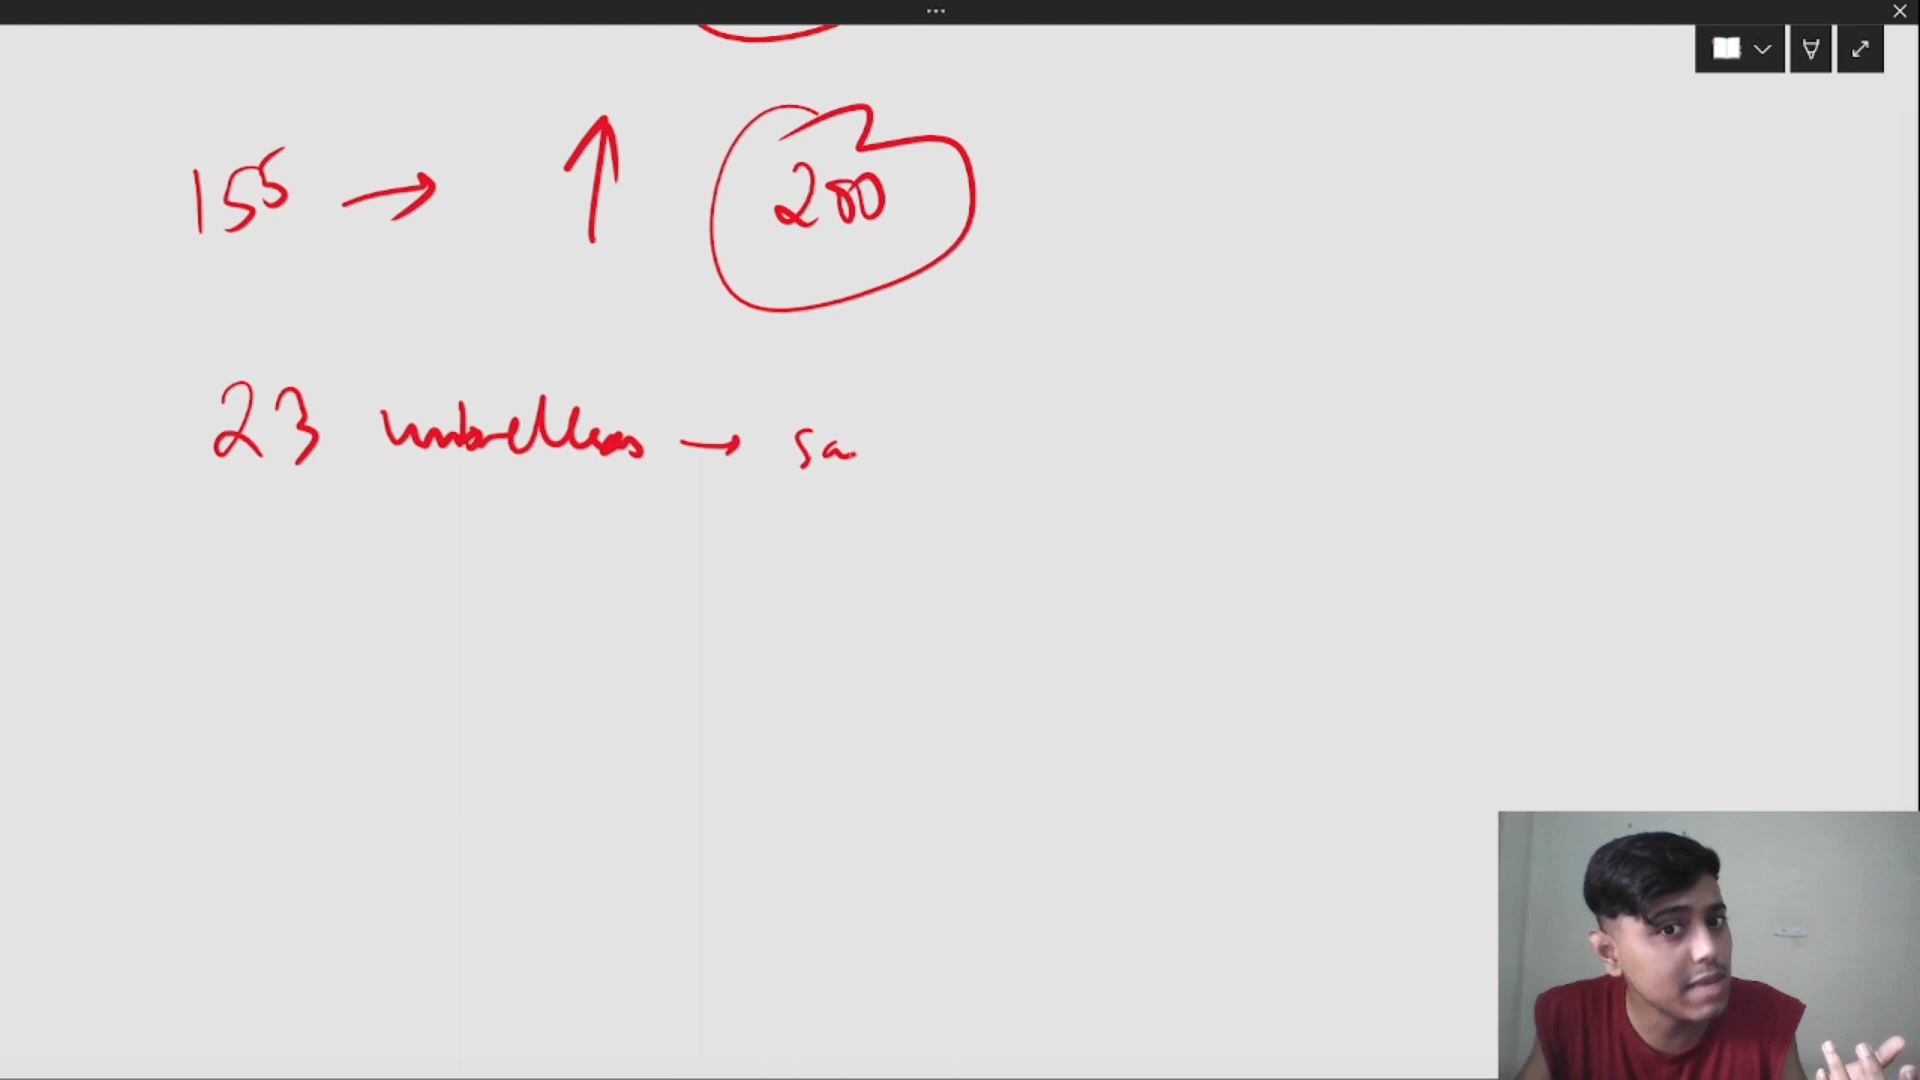 155 → ↑ 200
23 umbrellas → sa